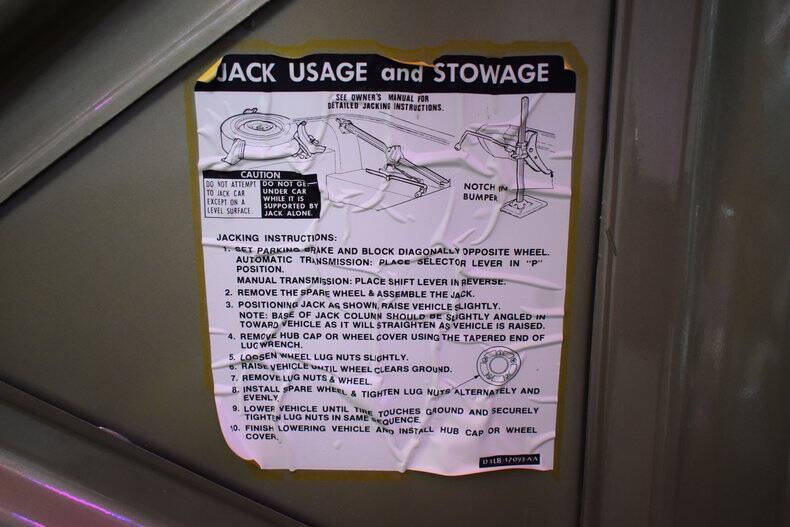 JACK USAGE and STOWAGE
SEE OWNER'S MANUAL FOR
DETAILED JACKING INSTRUCTIONS.
CAUTION
DO NOT ATTEMPT
TO JACK CAR
EXCEPT ON A
LEVEL SURFACE.
DO NOT GET
UNDER CAR
WHILE IT IS
SUPPORTED BY
JACK ALONE.
NOTCH IN
BUMPER
JACKING INSTRUCTIONS:
1. SET PARKING BRAKE AND BLOCK DIAGONALLY OPPOSITE WHEEL.
AUTOMATIC TRANSMISSION: PLACE SELECTOR LEVER IN "P"
POSITION.
MANUAL TRANSMISSION: PLACE SHIFT LEVER IN REVERSE.
2. REMOVE THE SPARE WHEEL & ASSEMBLE THE JACK.
3. POSITIONING JACK AS SHOWN, RAISE VEHICLE SLIGHTLY.
NOTE: BASE OF JACK COLUMN SHOULD BE SLIGHTLY ANGLED IN
TOWARD VEHICLE AS IT WILL STRAIGHTEN AS VEHICLE IS RAISED.
4. REMOVE HUB CAP OR WHEEL COVER USING THE TAPERED END OF
LUG WRENCH.
5. LOOSEN WHEEL LUG NUTS SLIGHTLY.
6. RAISE VEHICLE UNTIL WHEEL CLEARS GROUND.
7. REMOVE LUG NUTS & WHEEL
8. INSTALL SPARE WHEEL & TIGHTEN LUG NUTS ALTERNATELY AND
EVENLY.
9. LOWER VEHICLE UNTIL TIRE TOUCHES GROUND AND SECURELY
TIGHTEN LUG NUTS IN SAME SEQUENCE.
10. FINISH LOWERING VEHICLE AND INSTALL HUB CAP OR WHEEL
COVER.